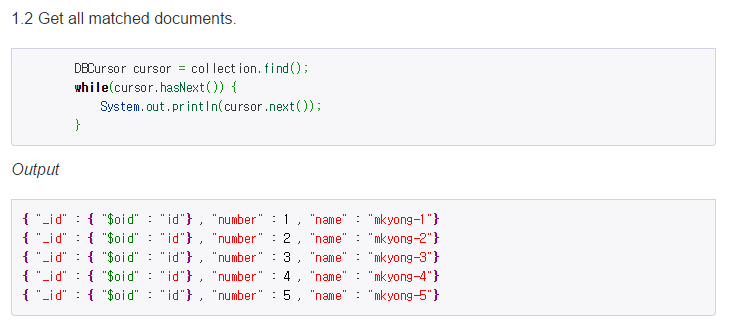 1.2 Get all matched documents.
DBCursor cursor = collection.find();
while(cursor.hasNext()) {
    System.out.println(cursor.next());
}
Output
{ "_id" : { "$oid" : "id"} , "number" : 1 , "name" : "mkyong-1"}
{ "_id" : { "$oid" : "id"} , "number" : 2 , "name" : "mkyong-2"}
{ "_id" : { "$oid" : "id"} , "number" : 3 , "name" : "mkyong-3"}
{ "_id" : { "$oid" : "id"} , "number" : 4 , "name" : "mkyong-4"}
{ "_id" : { "$oid" : "id"} , "number" : 5 , "name" : "mkyong-5"}